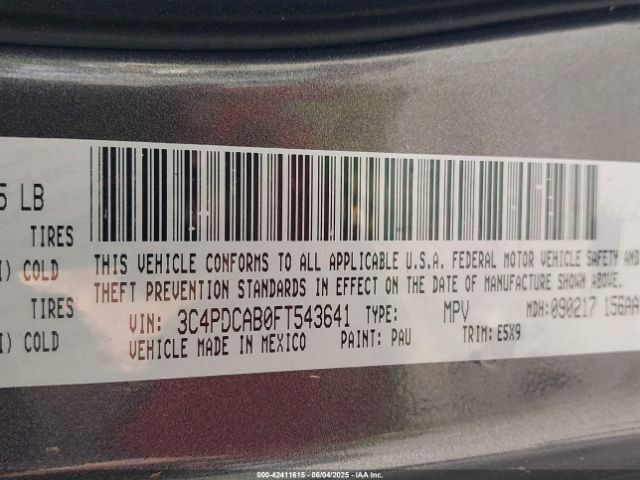 5 LB
TIRES
I) COLD
TIRES
I) COLD
THIS VEHICLE CONFORMS TO ALL APPLICABLE U.S.A. FEDERAL MOTOR VEHICLE SAFETY AND
THEFT PREVENTION STANDARDS IN EFFECT ON THE DATE OF MANUFACTURE SHOWN ABOVE.
VIN: 3C4PDCAB0FT543641 TYPE: MPV MDH:090217 156AA
VEHICLE MADE IN MEXICO PAINT: PAU TRIM: E5X9
00-42411615 - 06/04/2025 - IAA Inc.